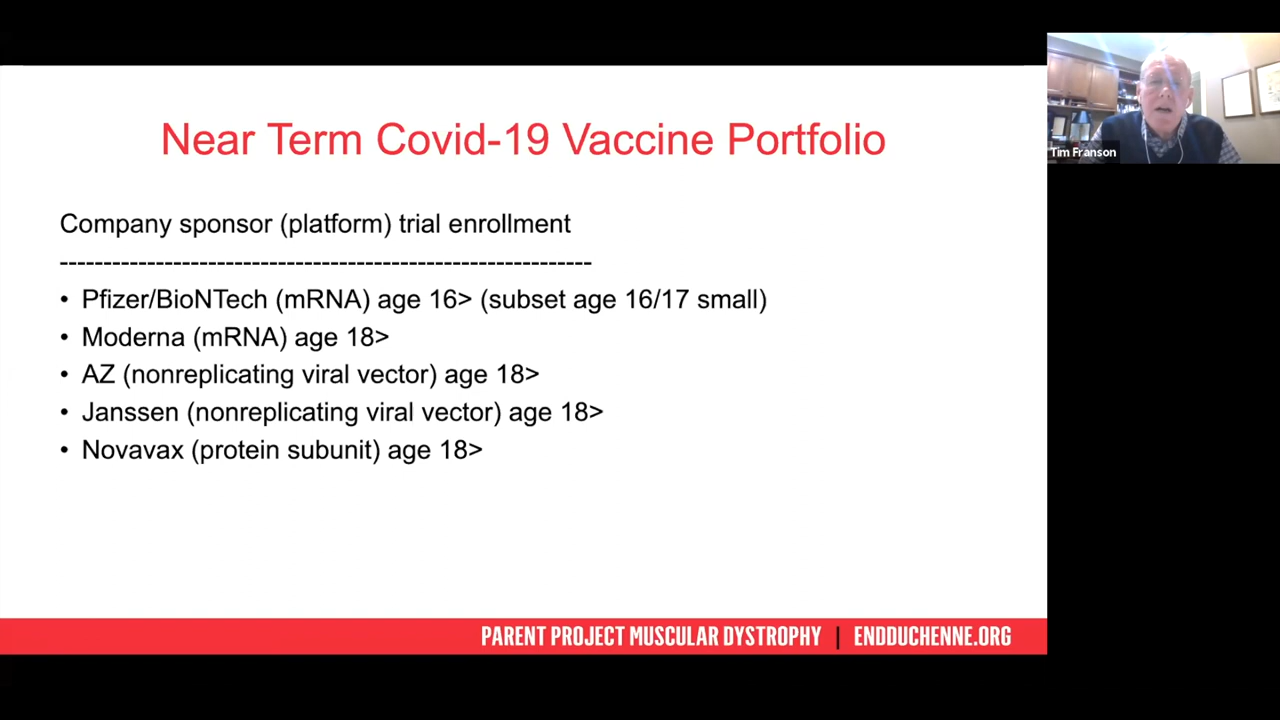 Near Term Covid-19 Vaccine Portfolio
Tim Franson
Company sponsor (platform) trial enrollment
------------------------------------------------------------
• Pfizer/BioNTech (mRNA) age 16> (subset age 16/17 small)
• Moderna (mRNA) age 18>
• AZ (nonreplicating viral vector) age 18>
• Janssen (nonreplicating viral vector) age 18>
• Novavax (protein subunit) age 18>
PARENT PROJECT MUSCULAR DYSTROPHY | ENDDUCHENNE.ORG